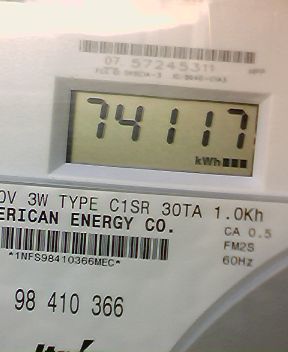 07 57245311
74117
kWh
0V 3W TYPE C1SR 30TA 1.0Kh
ERICAN ENERGY CO.
CA 0.5
FM2S
60Hz
*1NFS98410366MEC*
98 410 366